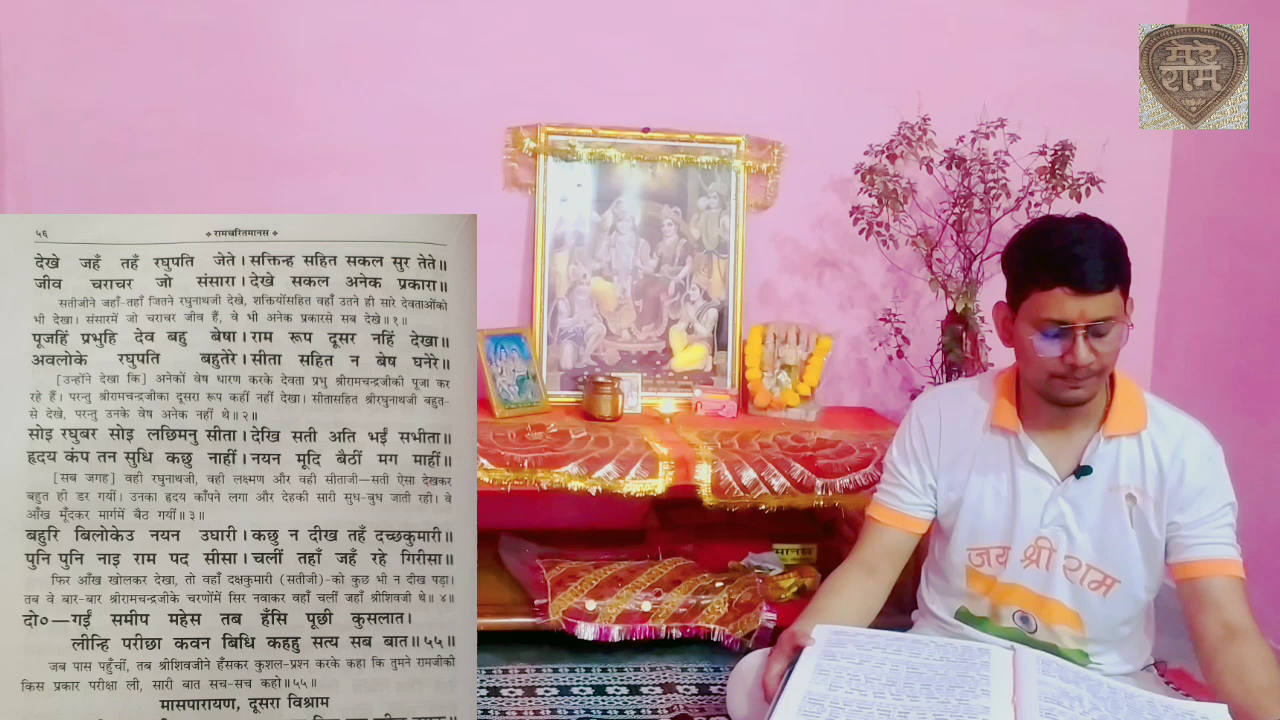 ५६
❖ रामचरितमानस ❖
देखे जहँ तहँ रघुपति जेते। सक्तिन्ह सहित सकल सुर तेते॥
जीव चराचर जो संसारा। देखे सकल अनेक प्रकारा॥
सतीजीने जहाँ-तहाँ जितने रघुनाथजी देखे, शक्तियोंसहित वहाँ उतने ही सारे देवताओंको
भी देखा। संसारमें जो चराचर जीव हैं, वे भी अनेक प्रकारसे सब देखे॥१॥
पूजहिं प्रभुहि देव बहु बेषा। राम रूप दूसर नहिं देखा॥
अवलोके रघुपति बहुतेरे। सीता सहित न बेष घनेरे॥
[उन्होंने देखा कि] अनेकों वेष धारण करके देवता प्रभु श्रीरामचन्द्रजीकी पूजा कर
रहे हैं। परन्तु श्रीरामचन्द्रजीका दूसरा रूप कहीं नहीं देखा। सीतासहित श्रीरघुनाथजी बहुत-
से देखे, परन्तु उनके वेष अनेक नहीं थे॥२॥
सोइ रघुबर सोइ लछिमनु सीता। देखि सती अति भईं सभीता॥
हृदय कंप तन सुधि कछु नाहीं। नयन मूदि बैठीं मग माहीं॥
[सब जगह] वही रघुनाथजी, वही लक्ष्मण और वही सीताजी—सती ऐसा देखकर
बहुत ही डर गयीं। उनका हृदय काँपने लगा और देहकी सारी सुध-बुध जाती रही। वे
आँख मूँदकर मार्गमें बैठ गयीं॥३॥
बहुरि बिलोकेउ नयन उघारी। कछु न दीख तहँ दच्छकुमारी॥
पुनि पुनि नाइ राम पद सीसा। चलीं तहाँ जहँ रहे गिरीसा॥
फिर आँख खोलकर देखा, तो वहाँ दक्षकुमारी (सतीजी)-को कुछ भी न दीख पड़ा।
तब वे बार-बार श्रीरामचन्द्रजीके चरणोंमें सिर नवाकर वहाँ चलीं जहाँ श्रीशिवजी थे॥४॥
दो०—गईं समीप महेस तब हँसि पूछी कुसलात।
लीन्हि परीछा कवन बिधि कहहु सत्य सब बात॥५५॥
जब पास पहुँचीं, तब श्रीशिवजीने हँसकर कुशल-प्रश्न करके कहा कि तुमने रामजीकी
किस प्रकार परीक्षा ली, सारी बात सच-सच कहो॥५५॥
मासपारायण, दूसरा विश्राम
मेरे
राम
जय श्री राम